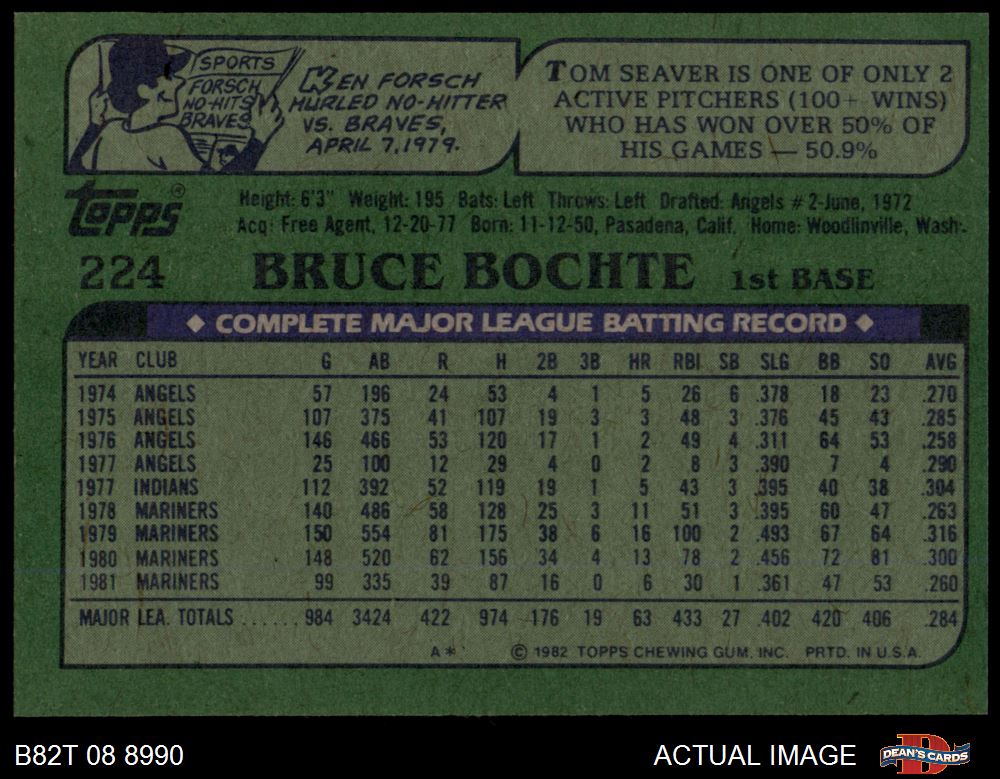 SPORTS
FORSCH
NO-HITS
BRAVES
KEN FORSCH
HURLED NO-HITTER
VS. BRAVES,
APRIL 7, 1979.
TOM SEAVER IS ONE OF ONLY 2
ACTIVE PITCHERS (100+ WINS)
WHO HAS WON OVER 50% OF
HIS GAMES — 50.9%
Topps®
Height: 6'3" Weight: 195 Bats: Left Throws: Left Drafted: Angels #2-June, 1972
Acq: Free Agent, 12-20-77 Born: 11-12-50, Pasadena, Calif. Home: Woodinville, Wash.
224 BRUCE BOCHTE 1st BASE
◆ COMPLETE MAJOR LEAGUE BATTING RECORD ◆
YEAR CLUB G AB R H 2B 3B HR RBI SB SLG BB SO AVG
1974 ANGELS 57 196 24 53 4 1 5 26 6 .378 18 23 .270
1975 ANGELS 107 375 41 107 19 3 3 48 3 .376 45 43 .285
1976 ANGELS 146 466 53 120 17 1 2 49 4 .311 64 53 .258
1977 ANGELS 25 100 12 29 4 0 2 8 3 .390 7 4 .290
1977 INDIANS 112 392 52 119 19 1 5 43 3 .395 40 38 .304
1978 MARINERS 140 486 58 128 25 3 11 51 3 .395 60 47 .263
1979 MARINERS 150 554 81 175 38 6 16 100 2 .493 67 64 .316
1980 MARINERS 148 520 62 156 34 4 13 78 2 .456 72 81 .300
1981 MARINERS 99 335 39 87 16 0 6 30 1 .361 47 53 .260
MAJOR LEA. TOTALS ...... 984 3424 422 974 176 19 63 433 27 .402 420 406 .284
A* © 1982 TOPPS CHEWING GUM, INC. PRTD. IN U.S.A.
B82T 08 8990 ACTUAL IMAGE D DEAN'S CARDS